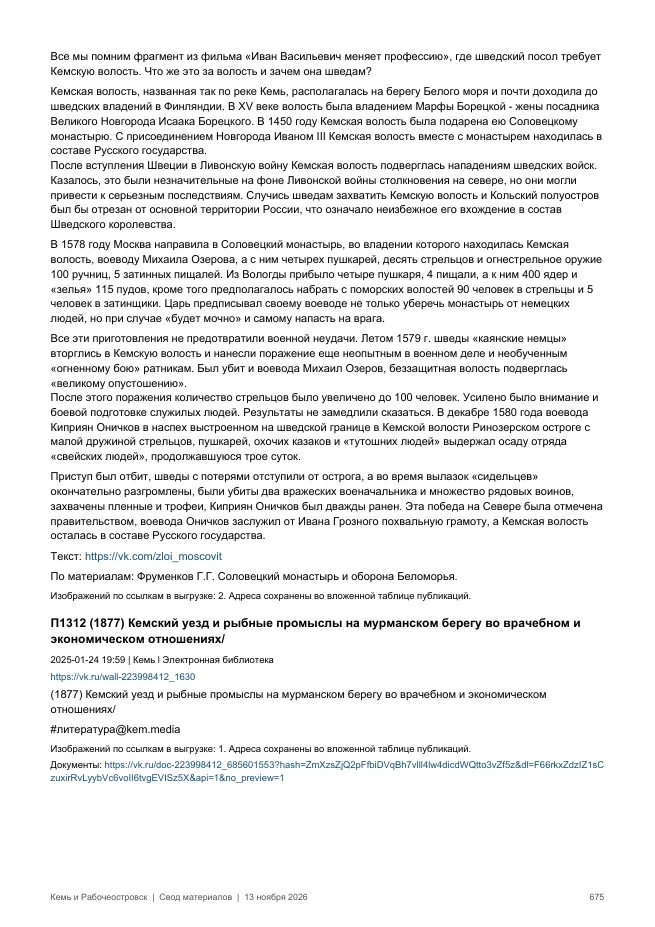 Все мы помним фрагмент из фильма «Иван Васильевич меняет профессию», где шведский посол требует
Кемскую волость. Что же это за волость и зачем она шведам?
Кемская волость, названная так по реке Кемь, располагалась на берегу Белого моря и почти доходила до
шведских владений в Финляндии. В XV веке волость была владением Марфы Борецкой - жены посадника
Великого Новгорода Исаака Борецкого. В 1450 году Кемская волость была подарена ею Соловецкому
монастырю. С присоединением Новгорода Иваном III Кемская волость вместе с монастырем находилась в
составе Русского государства.
После вступления Швеции в Ливонскую войну Кемская волость подверглась нападениям шведских войск.
Казалось, это были незначительные на фоне Ливонской войны столкновения на севере, но они могли
привести к серьезным последствиям. Случись шведам захватить Кемскую волость и Кольский полуостров
был бы отрезан от основной территории России, что означало неизбежное его вхождение в состав
Шведского королевства.
В 1578 году Москва направила в Соловецкий монастырь, во владении которого находилась Кемская
волость, воеводу Михаила Озерова, а с ним четырех пушкарей, десять стрельцов и огнестрельное оружие
100 ручниц, 5 затинных пищалей. Из Вологды прибыло четыре пушкаря, 4 пищали, а к ним 400 ядер и
«зелья» 115 пудов, кроме того предполагалось набрать с поморских волостей 90 человек в стрельцы и 5
человек в затинщики. Царь предписывал своему воеводе не только уберечь монастырь от немецких
людей, но при случае «будет мочно» и самому напасть на врага.
Все эти приготовления не предотвратили военной неудачи. Летом 1579 г. шведы «каянские немцы»
вторглись в Кемскую волость и нанесли поражение еще неопытным в военном деле и необученным
«огненному бою» ратникам. Был убит и воевода Михаил Озеров, беззащитная волость подверглась
«великому опустошению».
После этого поражения количество стрельцов было увеличено до 100 человек. Усилено было внимание и
боевой подготовке служилых людей. Результаты не замедлили сказаться. В декабре 1580 года воевода
Киприян Оничков в наспех выстроенном на шведской границе в Кемской волости Ринозерском остроге с
малой дружиной стрельцов, пушкарей, охочих казаков и «тутошних людей» выдержал осаду отряда
«свейских людей», продолжавшуюся трое суток.
Приступ был отбит, шведы с потерями отступили от острога, а во время вылазок «сидельцев»
окончательно разгромлены, были убиты два вражеских военачальника и множество рядовых воинов,
захвачены пленные и трофеи, Киприян Оничков был дважды ранен. Эта победа на Севере была отмечена
правительством, воевода Оничков заслужил от Ивана Грозного похвальную грамоту, а Кемская волость
осталась в составе Русского государства.
Текст: https://vk.com/zloi_moscovit
По материалам: Фруменков Г.Г. Соловецкий монастырь и оборона Беломорья.
Изображений по ссылкам в выгрузке: 2. Адреса сохранены во вложенной таблице публикаций.
П1312 (1877) Кемский уезд и рыбные промыслы на мурманском берегу во врачебном и
экономическом отношениях/
2025-01-24 19:59 | Кемь I Электронная библиотека
https://vk.ru/wall-223998412_1630
(1877) Кемский уезд и рыбные промыслы на мурманском берегу во врачебном и экономическом
отношениях/
#литература@kem.media
Изображений по ссылкам в выгрузке: 1. Адреса сохранены во вложенной таблице публикаций.
Документы: https://vk.ru/doc-223998412_685601553?hash=ZmXzsZjQ2pFfbiDVqBh7vlll4lw4dicdWQtto3vZf5z&dl=F66rkxZdzIZ1sC
zuxirRvLyybVc6voII6tvgEVISz5X&api=1&no_preview=1
Кемь и Рабочеостровск | Свод материалов | 13 ноября 2026
675